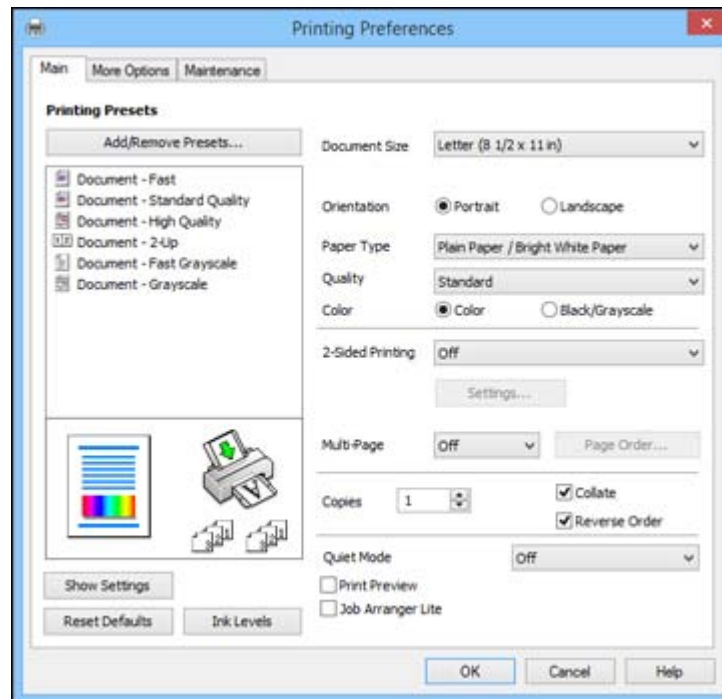 Printing Preferences
Main
More Options
Maintenance
Printing Presets
Add/Remove Presets...
Document - Fast
Document - Standard Quality
Document - High Quality
Document - 2-Up
Document - Fast Grayscale
Document - Grayscale
Show Settings
Reset Defaults
Ink Levels
Document Size
Letter (8 1/2 x 11 in)
Orientation
Portrait
Landscape
Paper Type
Plain Paper / Bright White Paper
Quality
Standard
Color
Color
Black/Grayscale
2-Sided Printing
Off
Settings...
Multi-Page
Off
Page Order...
Copies
1
Collate
Reverse Order
Quiet Mode
Off
Print Preview
Job Arranger Lite
OK
Cancel
Help